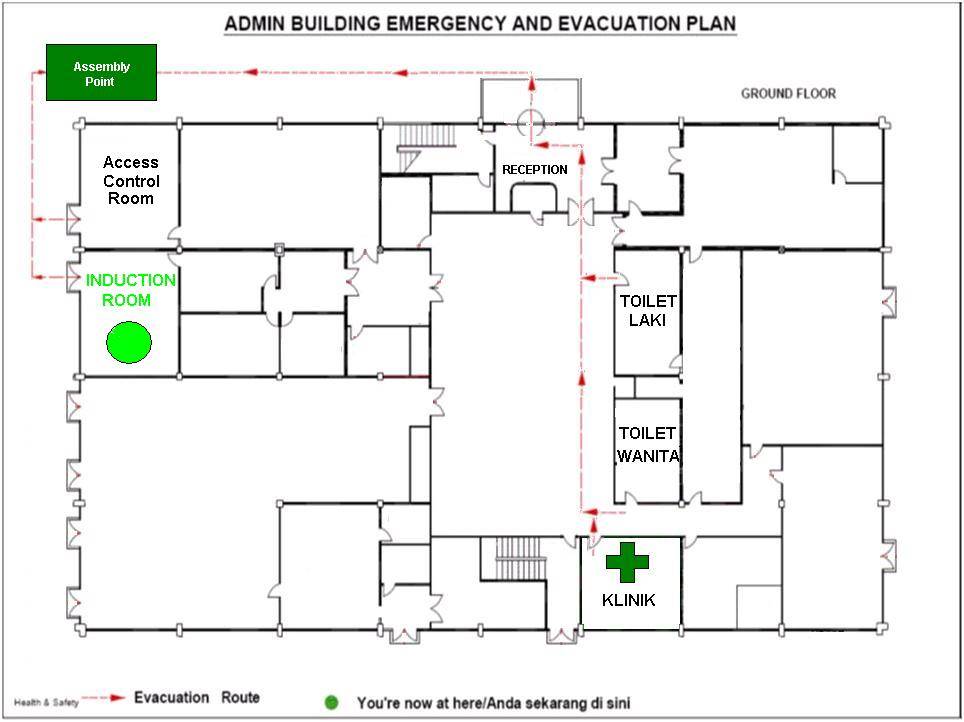 ADMIN BUILDING EMERGENCY AND EVACUATION PLAN
Assembly
Point
GROUND FLOOR
Access
Control
Room
RECEPTION
INDUCTION
ROOM
TOILET
LAKI
TOILET
WANITA
KLINIK
Health & Safety
Evacuation Route
You're now at here/Anda sekarang di sini